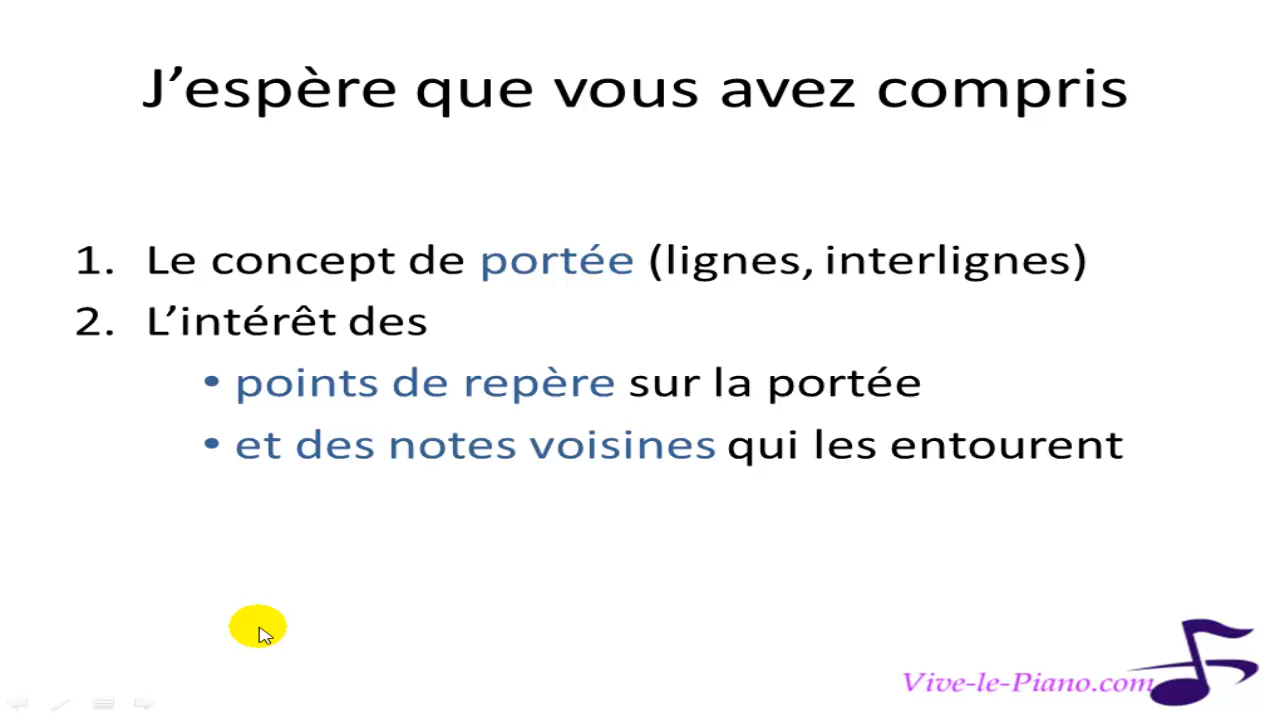 J’espère que vous avez compris
1. Le concept de portée (lignes, interlignes)
2. L’intérêt des
• points de repère sur la portée
• et des notes voisines qui les entourent
Vive-le-Piano.com